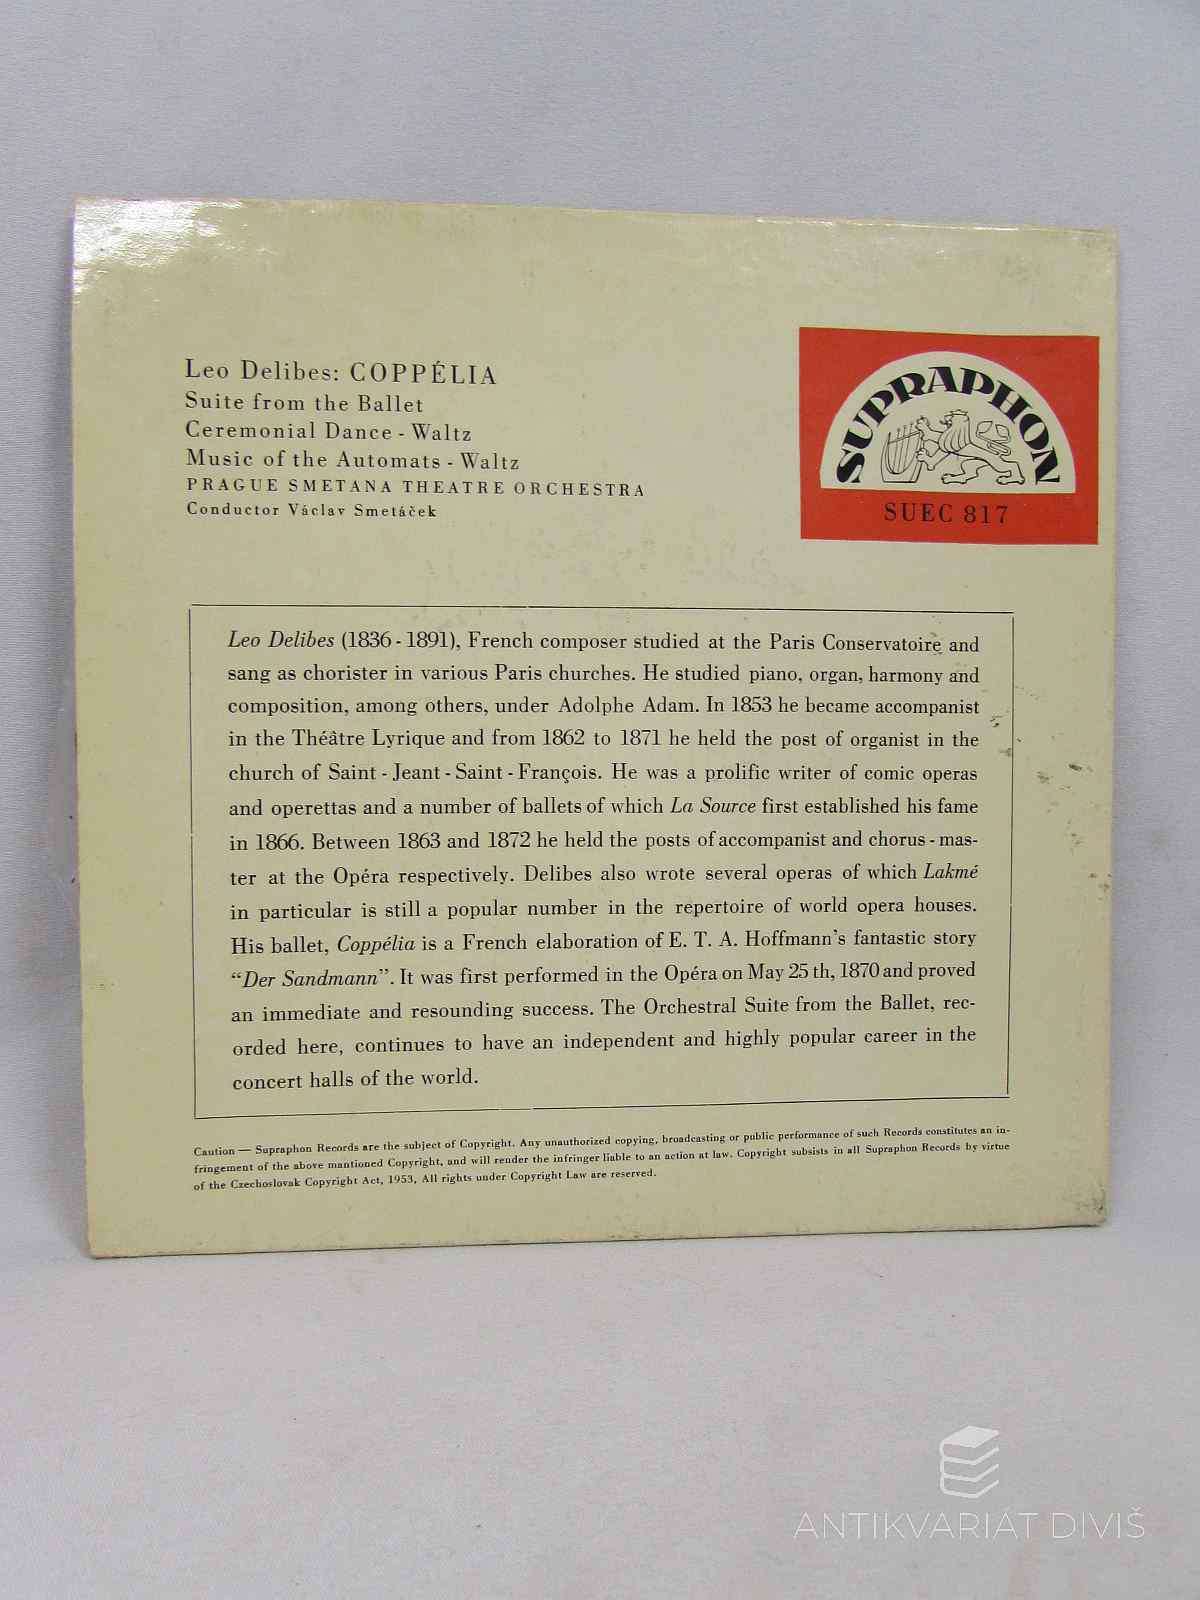 Leo Delibes: COPPÉLIA
Suite from the Ballet
Ceremonial Dance - Waltz
Music of the Automats - Waltz
PRAGUE SMETANA THEATRE ORCHESTRA
Conductor Václav Smetáček
SUPRAPHON
SUEC 817
Leo Delibes (1836 - 1891), French composer studied at the Paris Conservatoire and
sang as chorister in various Paris churches. He studied piano, organ, harmony and
composition, among others, under Adolphe Adam. In 1853 he became accompanist
in the Théâtre Lyrique and from 1862 to 1871 he held the post of organist in the
church of Saint - Jeant - Saint - François. He was a prolific writer of comic operas
and operettas and a number of ballets of which La Source first established his fame
in 1866. Between 1863 and 1872 he held the posts of accompanist and chorus - mas-
ter at the Opéra respectively. Delibes also wrote several operas of which Lakmé
in particular is still a popular number in the repertoire of world opera houses.
His ballet, Coppélia is a French elaboration of E. T. A. Hoffmann's fantastic story
“Der Sandmann”. It was first performed in the Opéra on May 25 th, 1870 and proved
an immediate and resounding success. The Orchestral Suite from the Ballet, rec-
orded here, continues to have an independent and highly popular career in the
concert halls of the world.
Caution — Supraphon Records are the subject of Copyright. Any unauthorized copying, broadcasting or public performance of such Records constitutes an in-
fringement of the above mantioned Copyright, and will render the infringer liable to an action at law. Copyright subsists in all Supraphon Records by virtue
of the Czechoslovak Copyright Act, 1953, All rights under Copyright Law are reserved.
ANTIKVARIÁT DIVIŠ